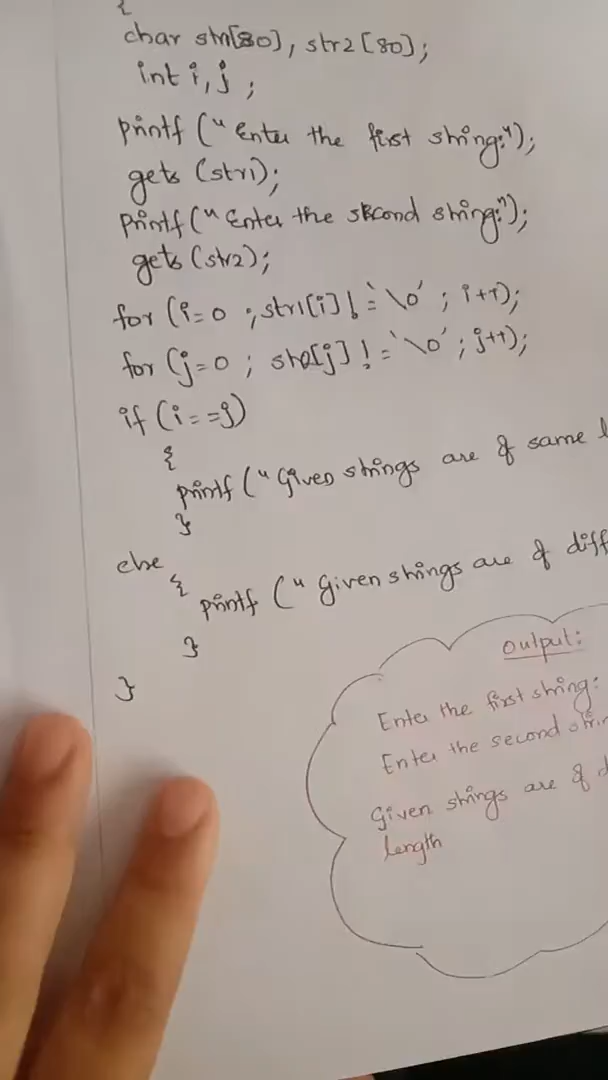 {
char str1[80], str2[80];
int i, j ;
printf ("Enter the first string:");
gets (str1);
printf ("Enter the second string:");
gets (str2);
for (i=0 ; str1[i] != '\0' ; i++);
for (j=0 ; str2[j] != '\0' ; j++);
if (i==j)
{
printf ("Given strings are of same l
}
else
{
printf ("Given strings are of diff
}
}
Output:
Enter the first string:
Enter the second strin
Given strings are of d
length